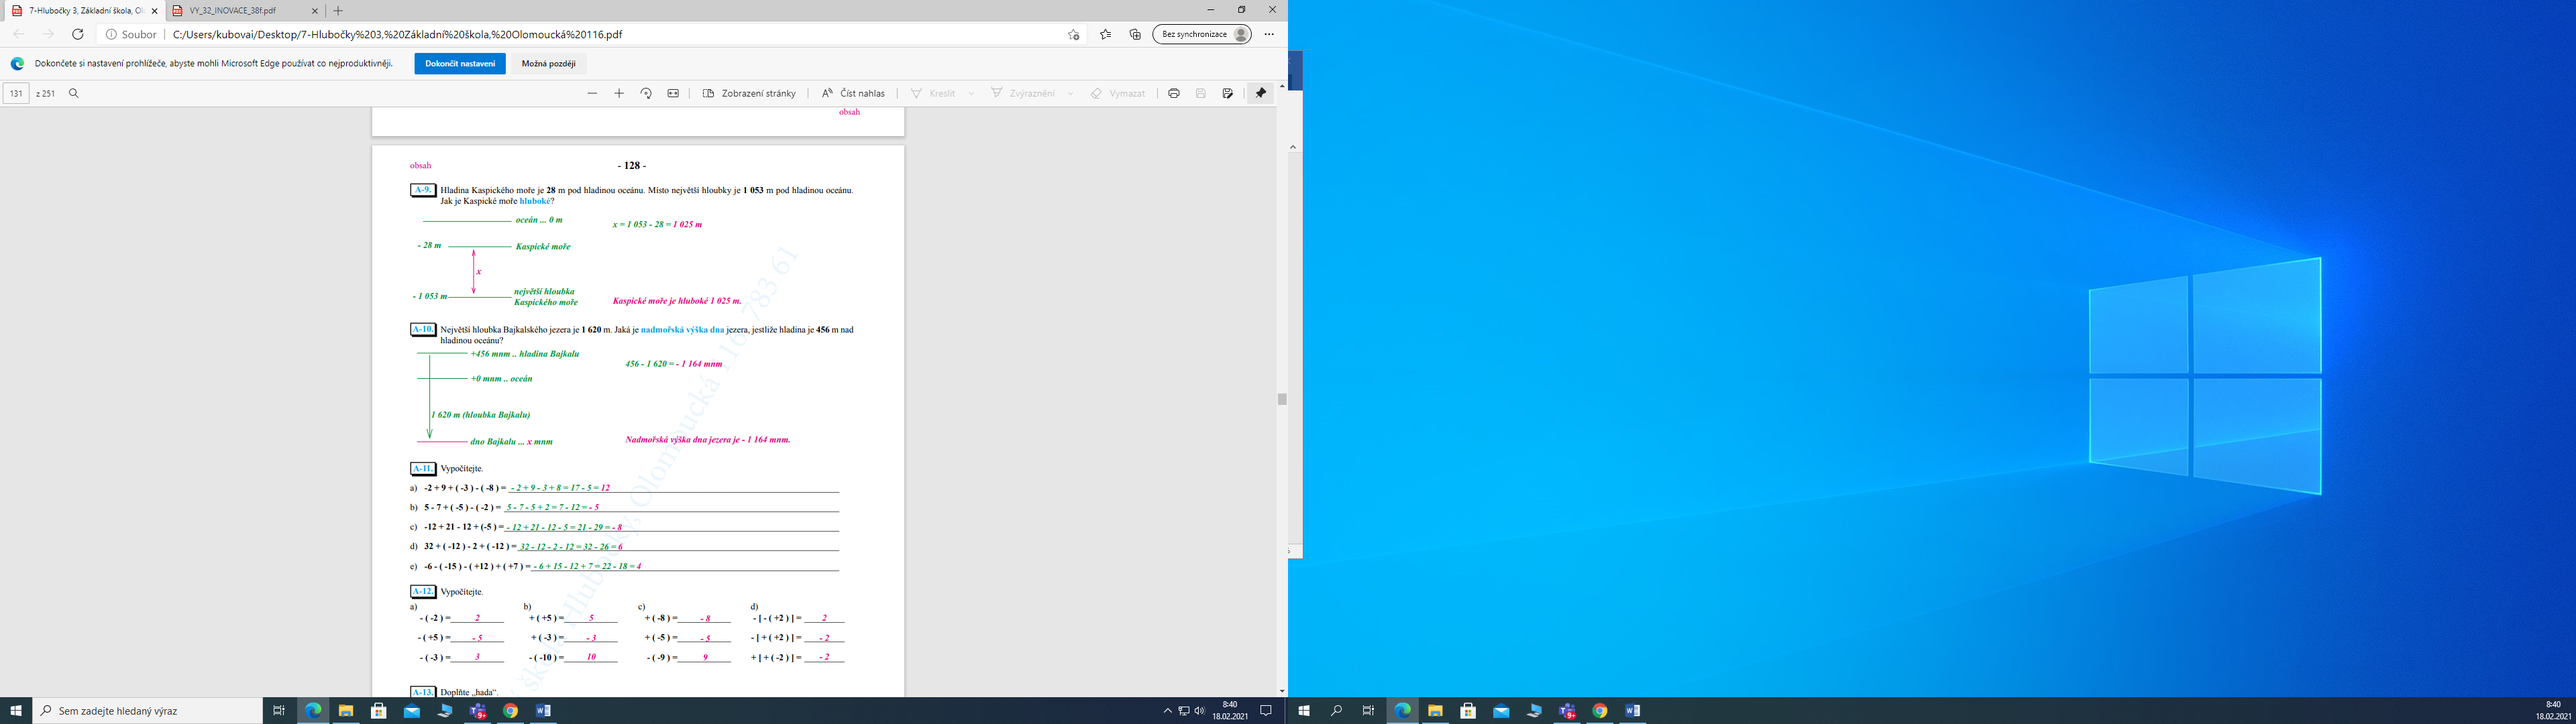 7-Hlubočky 3, Základní škola, Ol
VY_32_INOVACE_38f.pdf
Soubor | C:/Users/kubovai/Desktop/7-Hlubočky%203,%20Základní%20škola,%20Olomoucká%20116.pdf
Bez synchronizace
Dokončete si nastavení prohlížeče, abyste mohli Microsoft Edge používat co nejproduktivněji.
Dokončit nastavení
Možná později
131 z 251
Zobrazení stránky
Číst nahlas
Kreslit
Zvýraznění
Vymazat
obsah
obsah
- 128 -
A-9. Hladina Kaspického moře je 28 m pod hladinou oceánu. Místo největší hloubky je 1 053 m pod hladinou oceánu.
Jak je Kaspické moře hluboké?
oceán ... 0 m
x = 1 053 - 28 = 1 025 m
- 28 m
Kaspické moře
x
- 1 053 m
největší hloubka
Kaspického moře
Kaspické moře je hluboké 1 025 m.
A-10. Největší hloubka Bajkalského jezera je 1 620 m. Jaká je nadmořská výška dna jezera, jestliže hladina je 456 m nad
hladinou oceánu?
+456 mnm .. hladina Bajkalu
456 - 1 620 = - 1 164 mnm
+0 mnm .. oceán
1 620 m (hloubka Bajkalu)
dno Bajkalu ... x mnm
Nadmořská výška dna jezera je - 1 164 mnm.
A-11. Vypočítejte.
a) -2 + 9 + ( -3 ) - ( -8 ) = - 2 + 9 - 3 + 8 = 17 - 5 = 12
b) 5 - 7 + ( -5 ) - ( -2 ) = 5 - 7 - 5 + 2 = 7 - 12 = - 5
c) -12 + 21 - 12 + (-5 ) = - 12 + 21 - 12 - 5 = 21 - 29 = - 8
d) 32 + ( -12 ) - 2 + ( -12 ) = 32 - 12 - 2 - 12 = 32 - 26 = 6
e) -6 - ( -15 ) - ( +12 ) + ( +7 ) = - 6 + 15 - 12 + 7 = 22 - 18 = 4
A-12. Vypočítejte.
a) b) c) d)
- ( -2 ) = 2 + ( +5 ) = 5 + ( -8 ) = - 8 - [ - ( +2 ) ] = 2
- ( +5 ) = - 5 + ( -3 ) = - 3 + ( -5 ) = - 5 - [ + ( +2 ) ] = - 2
- ( -3 ) = 3 - ( -10 ) = 10 - ( -9 ) = 9 + [ + ( -2 ) ] = - 2
A-13. Doplňte „hada“.
Sem zadejte hledaný výraz
9+
8:40
18.02.2021
9+
8:40
18.02.2021